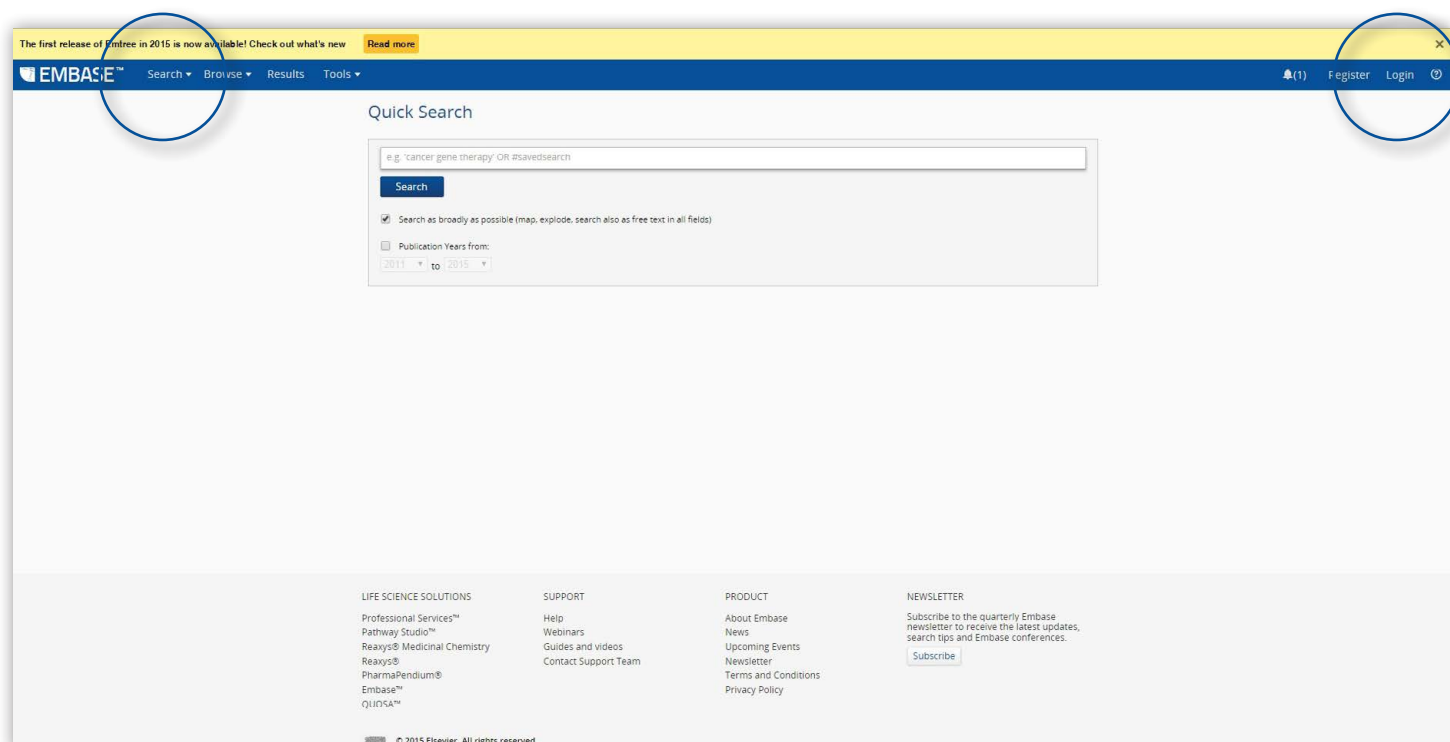 The first release of Emtree in 2015 is now available! Check out what's new Read more ×
EMBASE™ Search ▾ Browse ▾ Results Tools ▾ (1) Register Login ?
Quick Search
e.g. 'cancer gene therapy' OR #savedsearch
Search
Search as broadly as possible (map, explode, search also as free text in all fields)
Publication Years from:
2011 ▾ to 2015 ▾
LIFE SCIENCE SOLUTIONS
Professional Services™
Pathway Studio™
Reaxys® Medicinal Chemistry
Reaxys®
PharmaPendium®
Embase™
QUOSA™
SUPPORT
Help
Webinars
Guides and videos
Contact Support Team
PRODUCT
About Embase
News
Upcoming Events
Newsletter
Terms and Conditions
Privacy Policy
NEWSLETTER
Subscribe to the quarterly Embase
newsletter to receive the latest updates,
search tips and Embase conferences.
Subscribe
© 2015 Elsevier. All rights reserved.